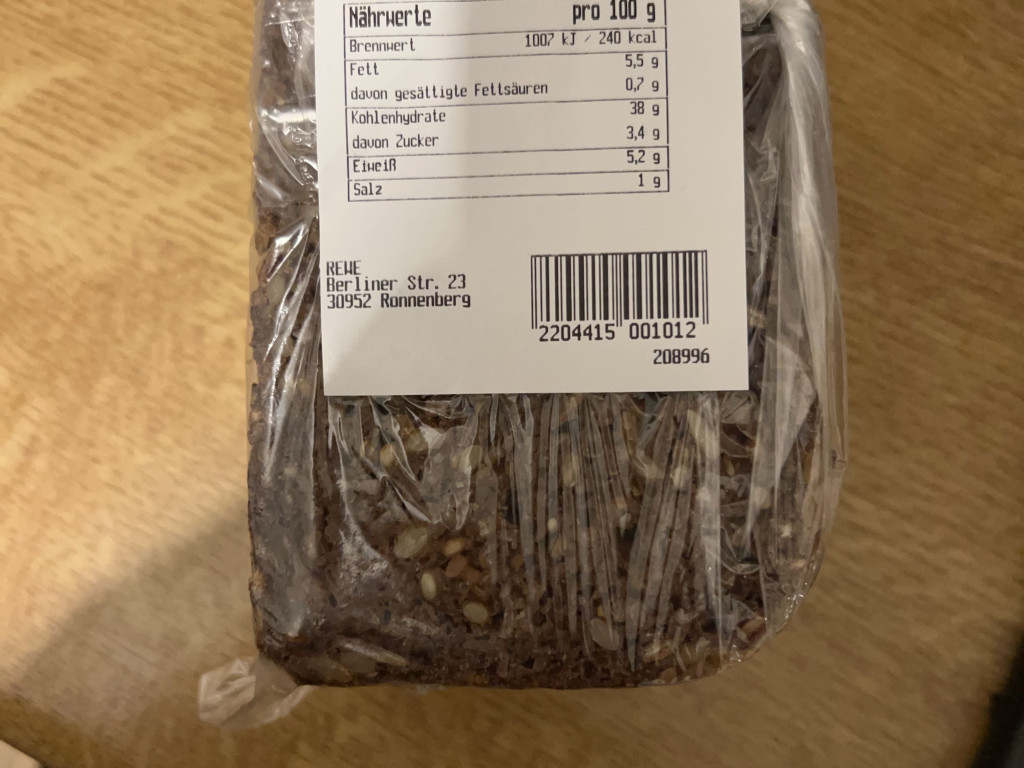 Nährwerte pro 100 g
Brennwert 1007 kJ / 240 kcal
Fett 5,5 g
davon gesättigte Fettsäuren 0,7 g
Kohlenhydrate 38 g
davon Zucker 3,4 g
Eiweiß 5,2 g
Salz 1 g
REWE
Berliner Str. 23
30952 Ronnenberg
2204415 001012
208996